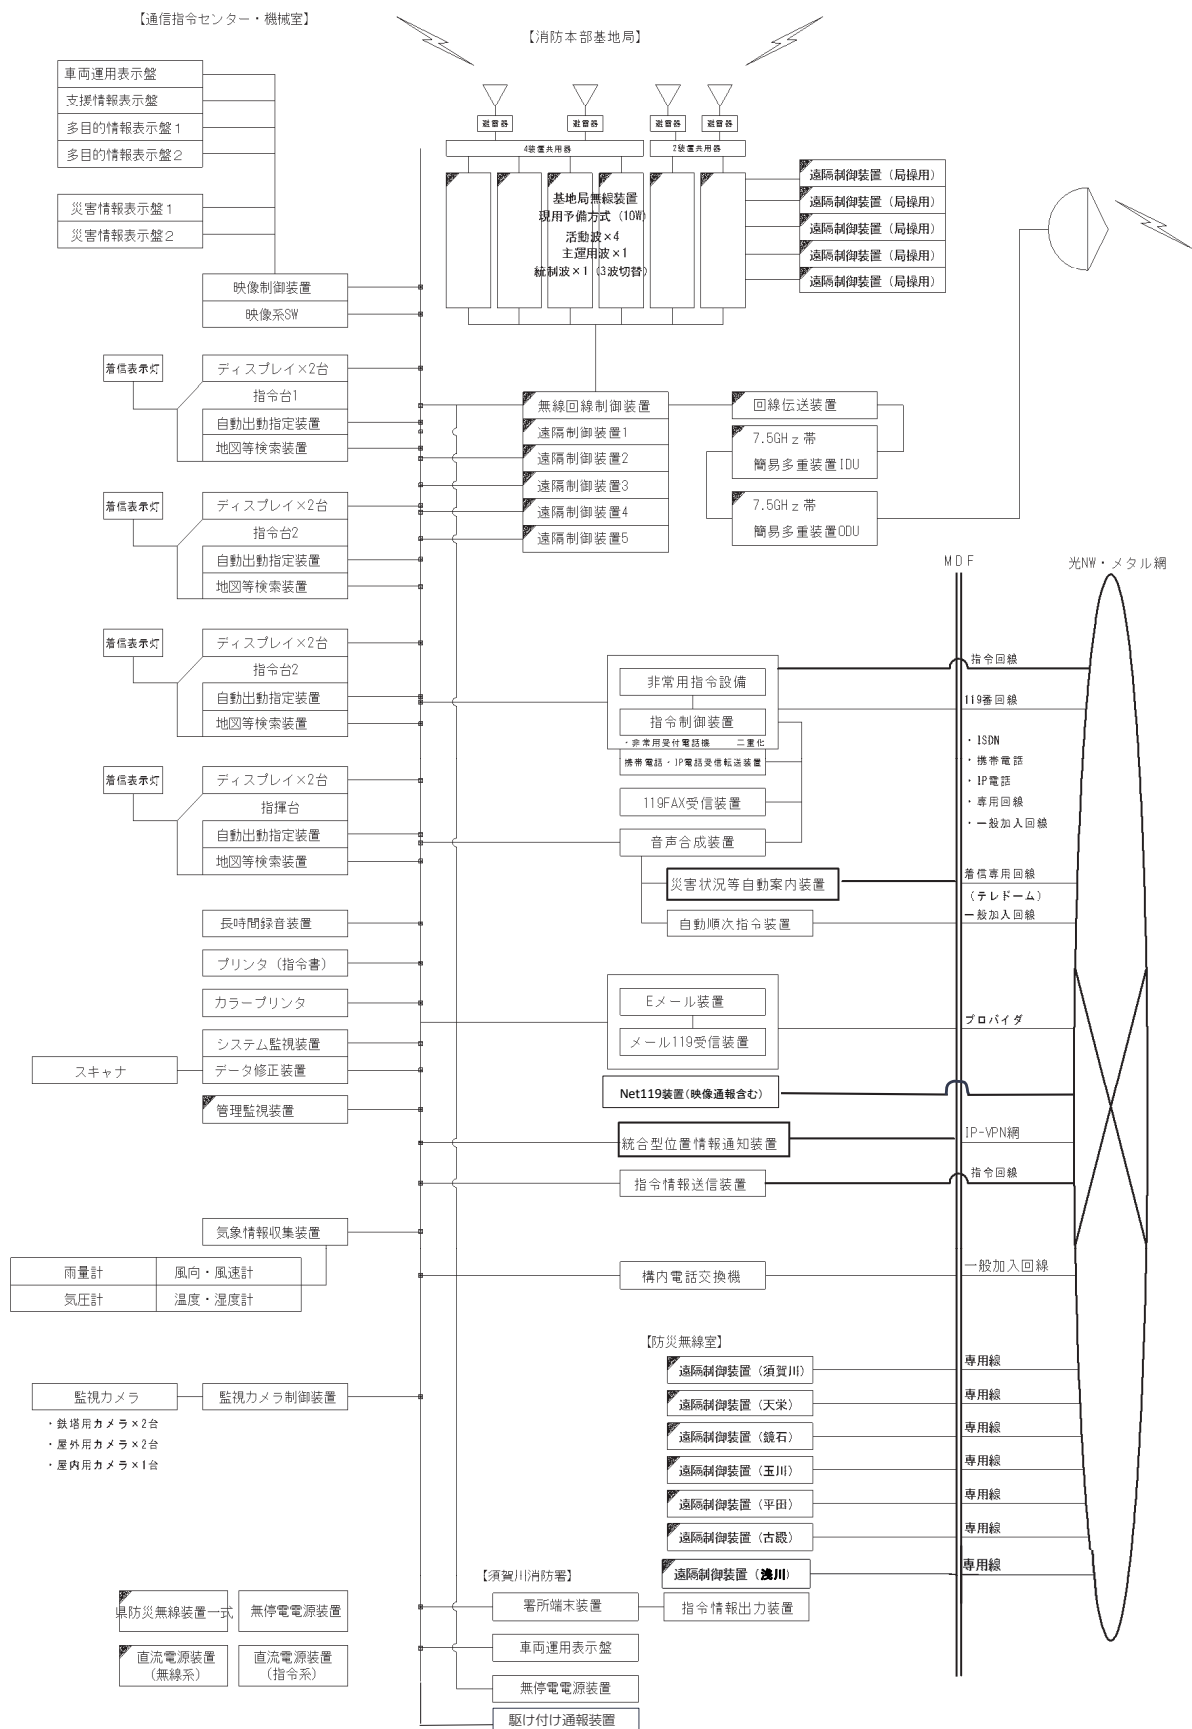 【通信指令センター・機械室】
【消防本部基地局】
車両運用表示盤
支援情報表示盤
多目的情報表示盤1
多目的情報表示盤2
災害情報表示盤1
災害情報表示盤2
映像制御装置
映像系SW
避雷器
避雷器
避雷器
避雷器
4装置共用器
2装置共用器
基地局無線装置
現用予備方式（10W）
活動波×4
主運用波×1
統制波×1（3波切替）
遠隔制御装置（局操用）
遠隔制御装置（局操用）
遠隔制御装置（局操用）
遠隔制御装置（局操用）
遠隔制御装置（局操用）
着信表示灯
ディスプレイ×2台
指令台1
自動出動指定装置
地図等検索装置
無線回線制御装置
遠隔制御装置1
遠隔制御装置2
遠隔制御装置3
遠隔制御装置4
遠隔制御装置5
回線伝送装置
7.5GHz帯
簡易多重装置IDU
7.5GHz帯
簡易多重装置ODU
着信表示灯
ディスプレイ×2台
指令台2
自動出動指定装置
地図等検索装置
MDF
光NW・メタル網
着信表示灯
ディスプレイ×2台
指令台2
自動出動指定装置
地図等検索装置
非常用指令設備
指令制御装置
・非常用受付電話機　二重化
携帯電話・IP電話受信転送装置
119FAX受信装置
音声合成装置
災害状況等自動案内装置
自動順次指令装置
指令回線
119番回線
・ISDN
・携帯電話
・IP電話
・専用回線
・一般加入回線
着信専用回線
（テレドーム）
一般加入回線
着信表示灯
ディスプレイ×2台
指揮台
自動出動指定装置
地図等検索装置
長時間録音装置
プリンタ（指令書）
カラープリンタ
システム監視装置
スキャナ
データ修正装置
管理監視装置
Eメール装置
メール119受信装置
プロバイダ
Net119装置(映像通報含む)
統合型位置情報通知装置
IP-VPN網
指令情報送信装置
指令回線
気象情報収集装置
雨量計
風向・風速計
気圧計
温度・湿度計
構内電話交換機
一般加入回線
【防災無線室】
遠隔制御装置（須賀川）
専用線
遠隔制御装置（天栄）
専用線
遠隔制御装置（鏡石）
専用線
遠隔制御装置（玉川）
専用線
遠隔制御装置（平田）
専用線
遠隔制御装置（古殿）
専用線
遠隔制御装置（浅川）
専用線
監視カメラ
監視カメラ制御装置
・鉄塔用カメラ×2台
・屋外用カメラ×2台
・屋内用カメラ×1台
【須賀川消防署】
署所端末装置
指令情報出力装置
車両運用表示盤
無停電電源装置
駆け付け通報装置
県防災無線装置一式
無停電電源装置
直流電源装置
(無線系)
直流電源装置
(指令系)